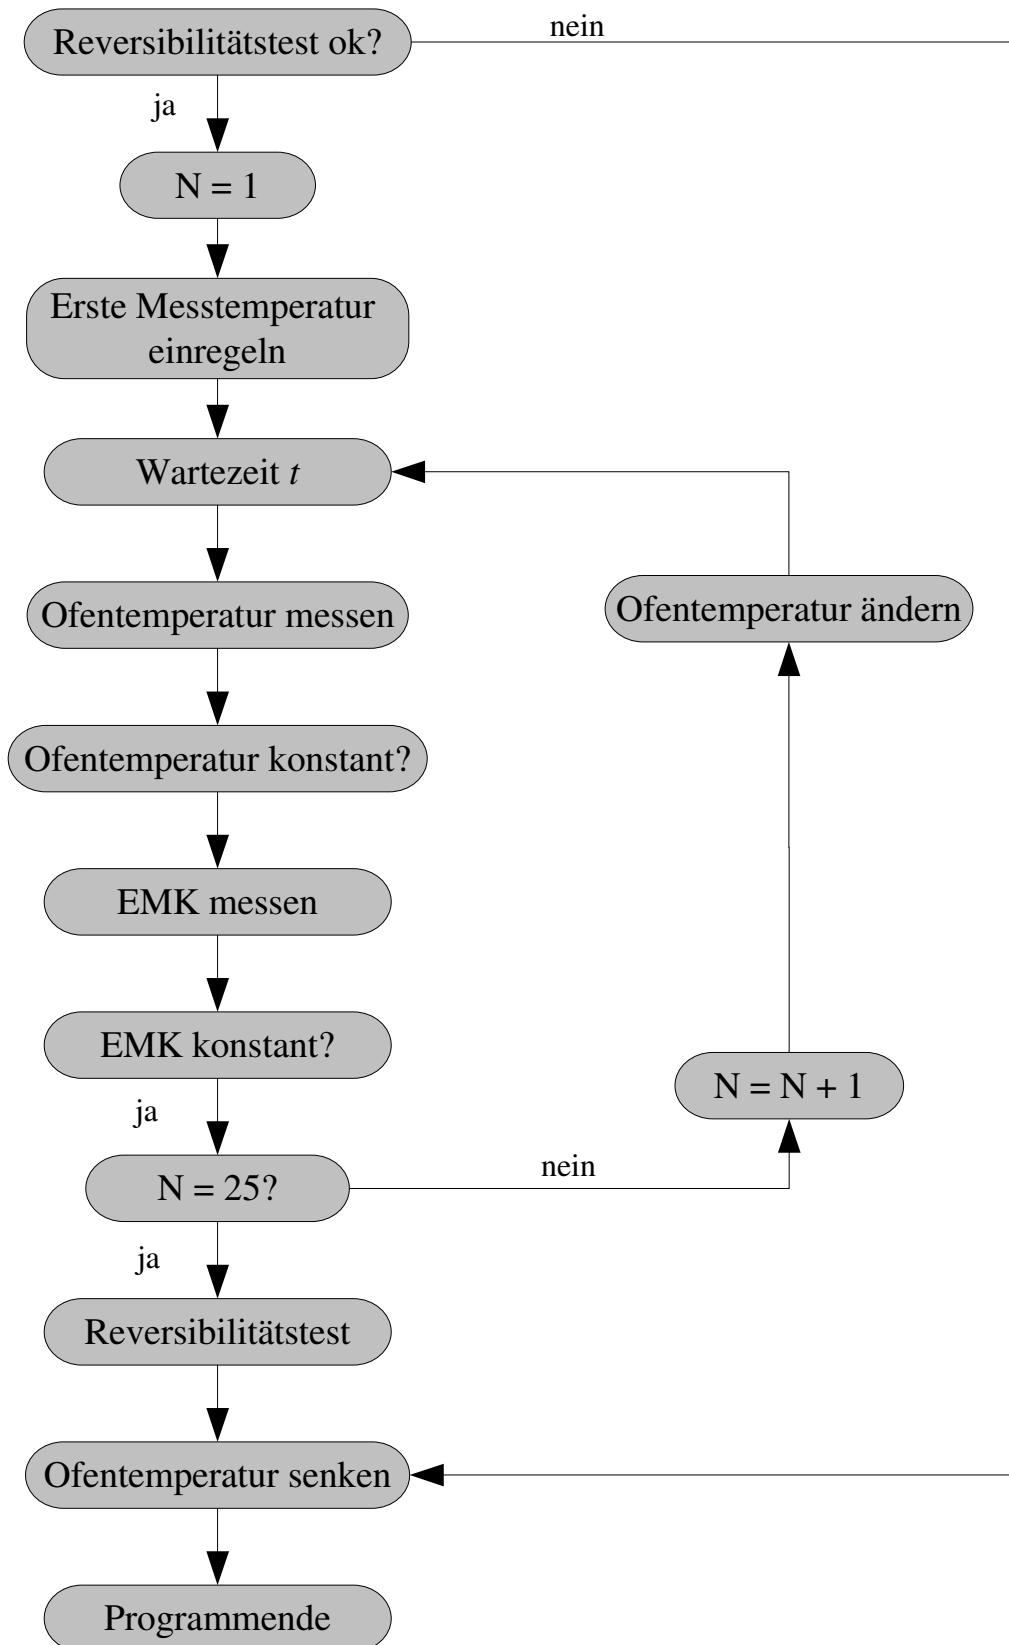 Reversibilitätstest ok?
nein
ja
N = 1
Erste Messtemperatur
einregeln
Wartezeit t
Ofentemperatur messen
Ofentemperatur ändern
Ofentemperatur konstant?
EMK messen
EMK konstant?
N = N + 1
ja
N = 25?
nein
ja
Reversibilitätstest
Ofentemperatur senken
Programmende